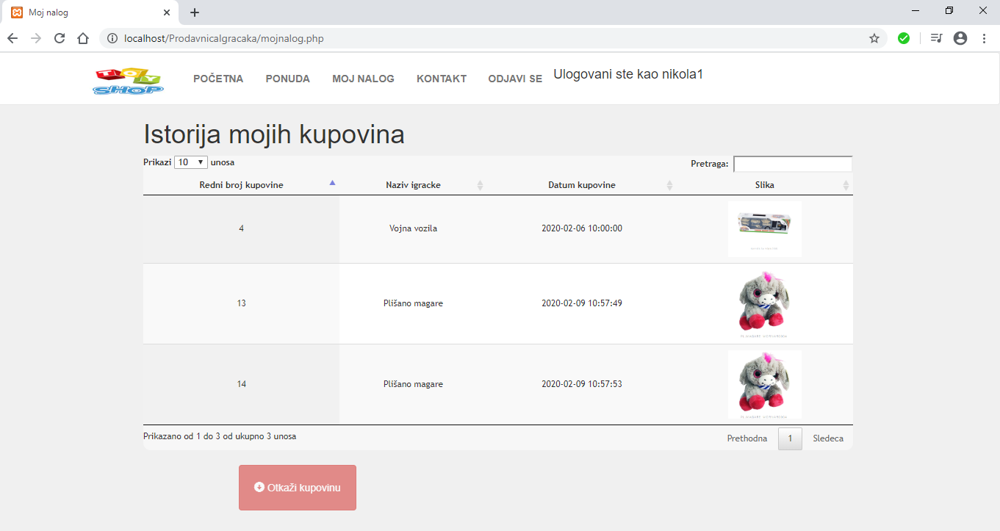 Moj nalog
localhost/ProdavnicaIgracaka/mojnalog.php
TOY SHOP
POČETNA PONUDA MOJ NALOG KONTAKT ODJAVI SE Ulogovani ste kao nikola1
Istorija mojih kupovina
Prikazi 10 unosa Pretraga:
Redni broj kupovine Naziv igracke Datum kupovine Slika
4 Vojna vozila 2020-02-06 10:00:00
13 Plišano magare 2020-02-09 10:57:49
14 Plišano magare 2020-02-09 10:57:53
Prikazano od 1 do 3 od ukupno 3 unosa Prethodna 1 Sledeca
Otkaži kupovinu